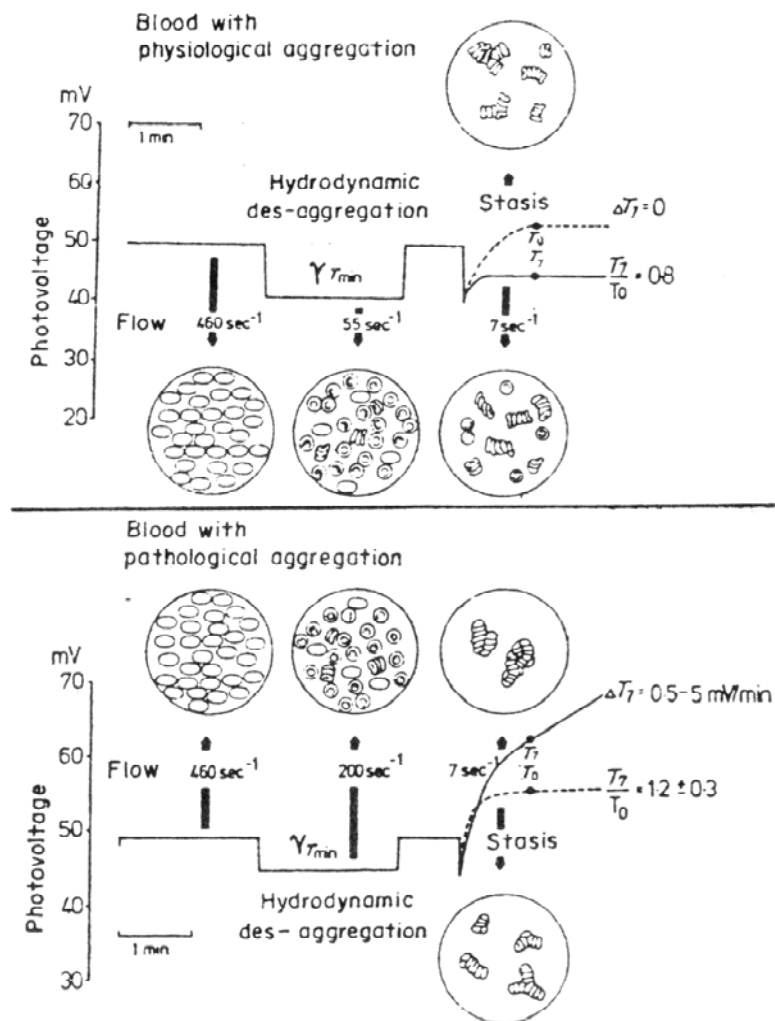 Blood with
physiological aggregation
mV
70
1 min
60
Hydrodynamic
des-aggregation
Stasis
ΔT₇=0
50
T₀
T₇
γ τmin
T₇/T₀ = 0·8
40
Flow
460 sec⁻¹
55 sec⁻¹
7 sec⁻¹
30
20
Photovoltage
Blood with
pathological aggregation
mV
70
ΔT₇ = 0.5-5 mV/min
60
Flow
460 sec⁻¹
200 sec⁻¹
7 sec⁻¹
T₇
T₀
T₇/T₀ = 1.2 ± 0·3
50
γ τmin
Stasis
40
Hydrodynamic
des-aggregation
1 min
30
Photovoltage